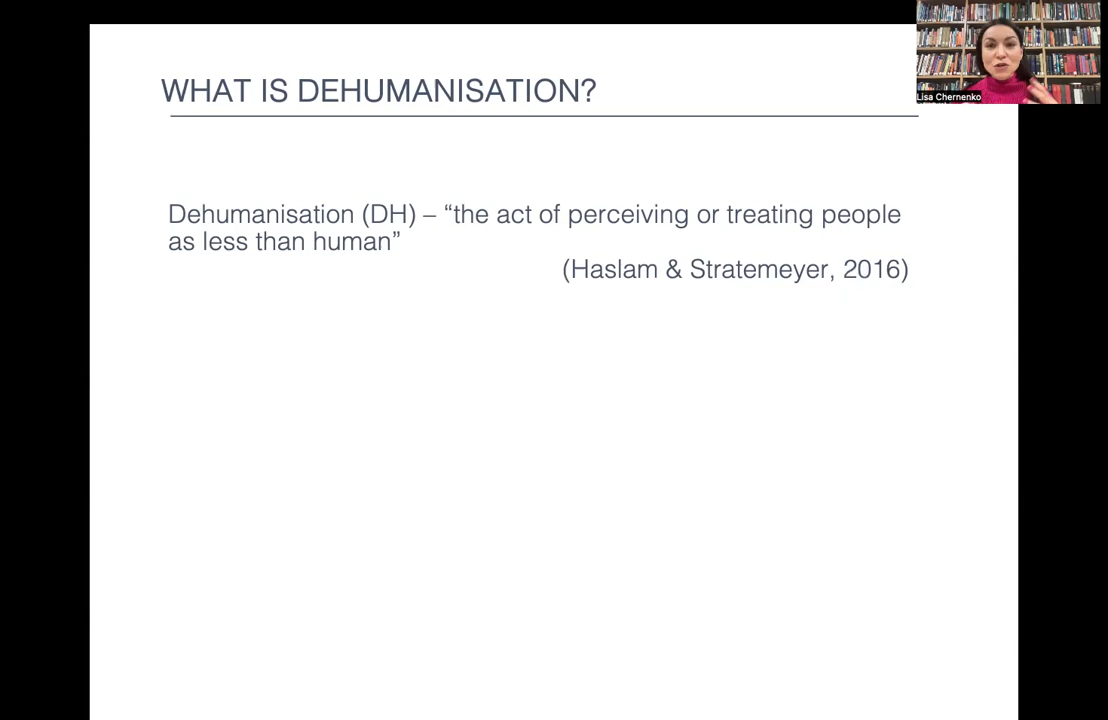 WHAT IS DEHUMANISATION?
Lisa Chernenko
Dehumanisation (DH) – “the act of perceiving or treating people
as less than human”
(Haslam & Stratemeyer, 2016)